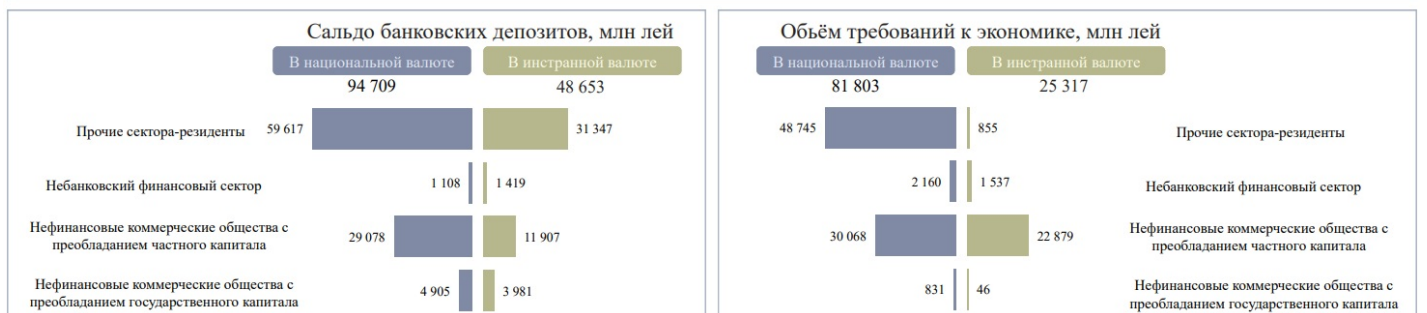 Сальдо банковских депозитов, млн лей
В национальной валюте
В инстранной валюте
94 709
48 653
Прочие сектора-резиденты
59 617
31 347
Небанковский финансовый сектор
1 108
1 419
Нефинансовые коммерческие общества с
преобладанием частного капитала
29 078
11 907
Нефинансовые коммерческие общества с
преобладанием государственного капитала
4 905
3 981
Обьём требований к экономике, млн лей
В национальной валюте
В инстранной валюте
81 803
25 317
48 745
855
Прочие сектора-резиденты
2 160
1 537
Небанковский финансовый сектор
30 068
22 879
Нефинансовые коммерческие общества с
преобладанием частного капитала
831
46
Нефинансовые коммерческие общества с
преобладанием государственного капитала